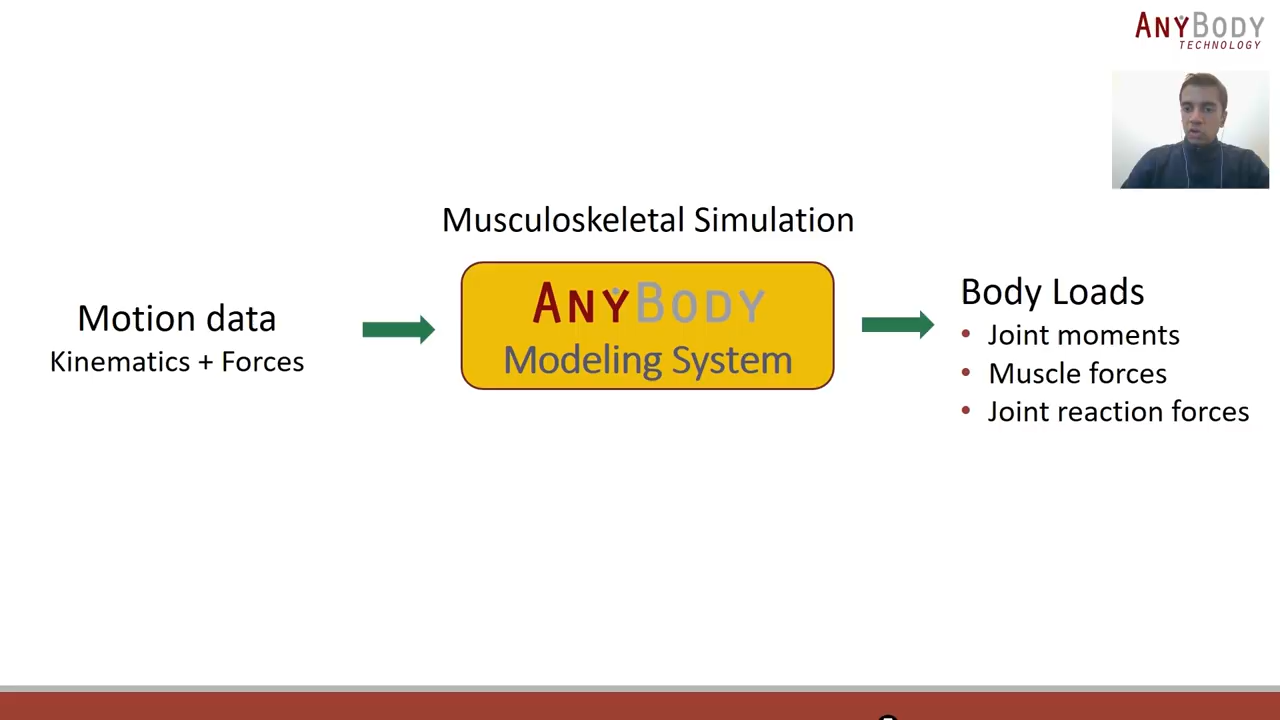 ANYBODY
TECHNOLOGY
Musculoskeletal Simulation
Motion data
Kinematics + Forces
ANYBODY
Modeling System
Body Loads
• Joint moments
• Muscle forces
• Joint reaction forces